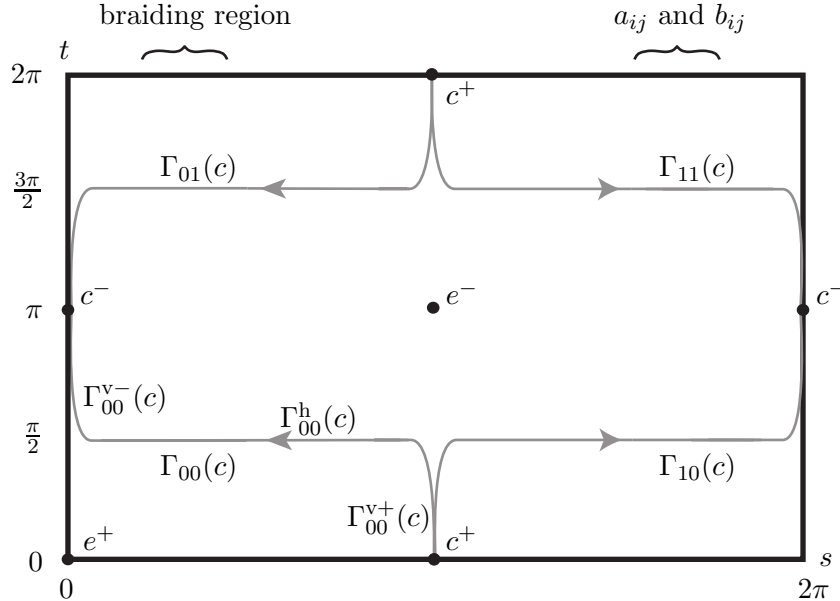 braiding region a_{ij} and b_{ij}
t
2π
c^+
Γ_{01}(c) Γ_{11}(c)
3π/2
c^- e^- c^-
π
Γ_{00}^{v−}(c)
Γ_{00}^{h}(c)
π/2
Γ_{00}(c) Γ_{10}(c)
Γ_{00}^{v+}(c)
e^+ c^+
0 s
0 2π